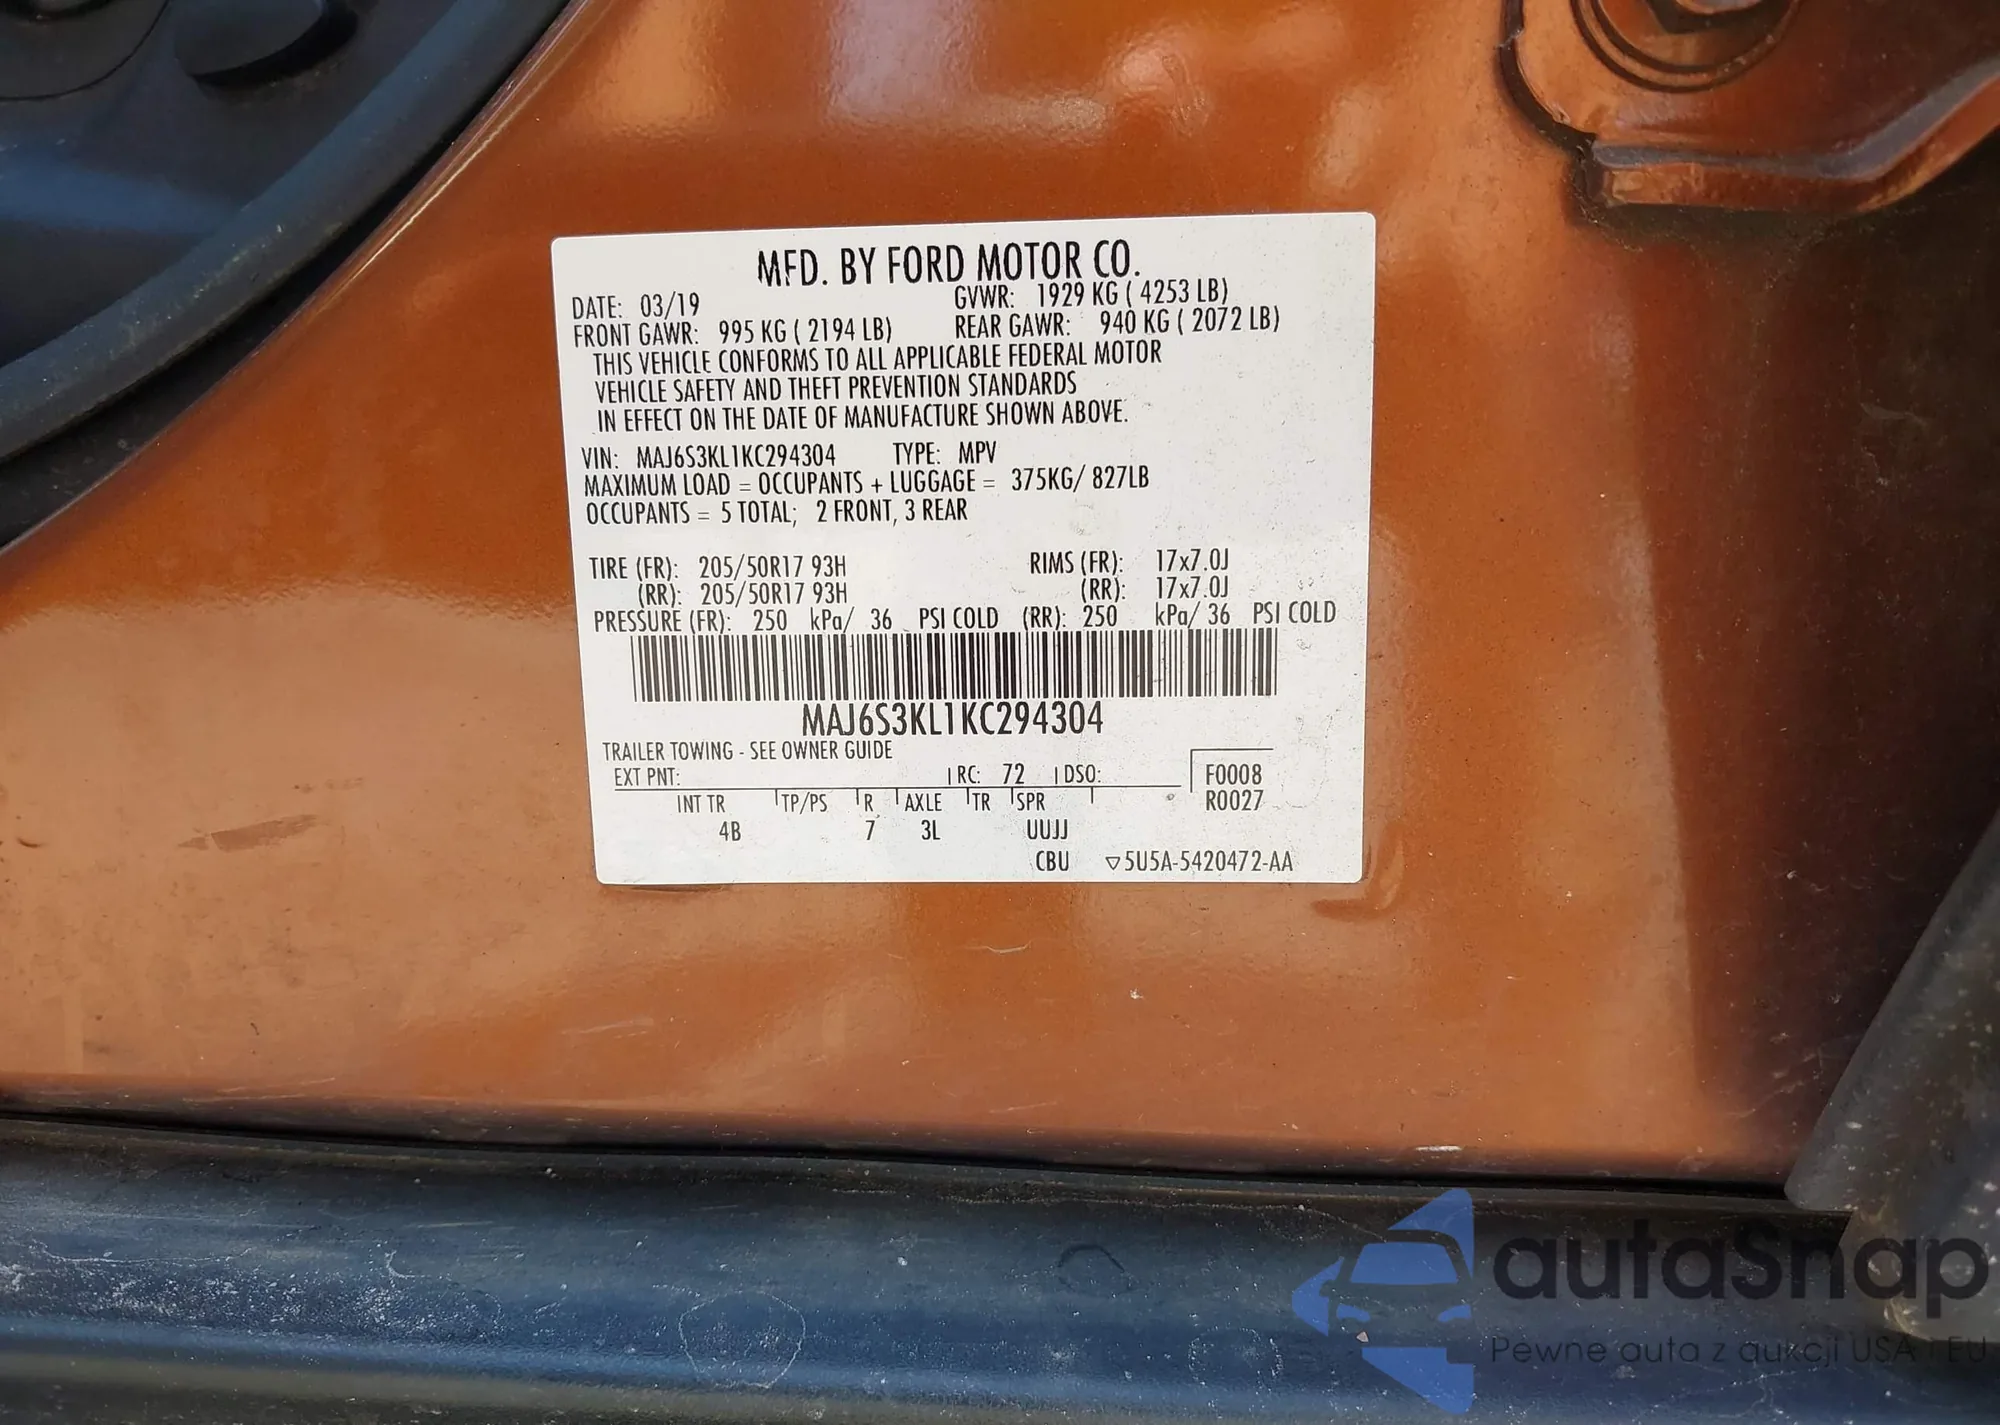 MFD. BY FORD MOTOR CO.
DATE: 03/19 GVWR: 1929 KG ( 4253 LB)
FRONT GAWR: 995 KG ( 2194 LB) REAR GAWR: 940 KG ( 2072 LB)
THIS VEHICLE CONFORMS TO ALL APPLICABLE FEDERAL MOTOR
VEHICLE SAFETY AND THEFT PREVENTION STANDARDS
IN EFFECT ON THE DATE OF MANUFACTURE SHOWN ABOVE.
VIN: MAJ6S3KL1KC294304 TYPE: MPV
MAXIMUM LOAD = OCCUPANTS + LUGGAGE = 375KG/ 827LB
OCCUPANTS = 5 TOTAL; 2 FRONT, 3 REAR
TIRE (FR): 205/50R17 93H RIMS (FR): 17x7.0J
(RR): 205/50R17 93H (RR): 17x7.0J
PRESSURE (FR): 250 kPa/ 36 PSI COLD (RR): 250 kPa/ 36 PSI COLD
MAJ6S3KL1KC294304
TRAILER TOWING - SEE OWNER GUIDE
EXT PNT: RC: 72 DSO: F0008
INT TR TP/PS R AXLE TR SPR R0027
4B 7 3L UUJJ
CBU ▽5U5A-5420472-AA
autaSnap
Pewne auta z aukcji USA i EU